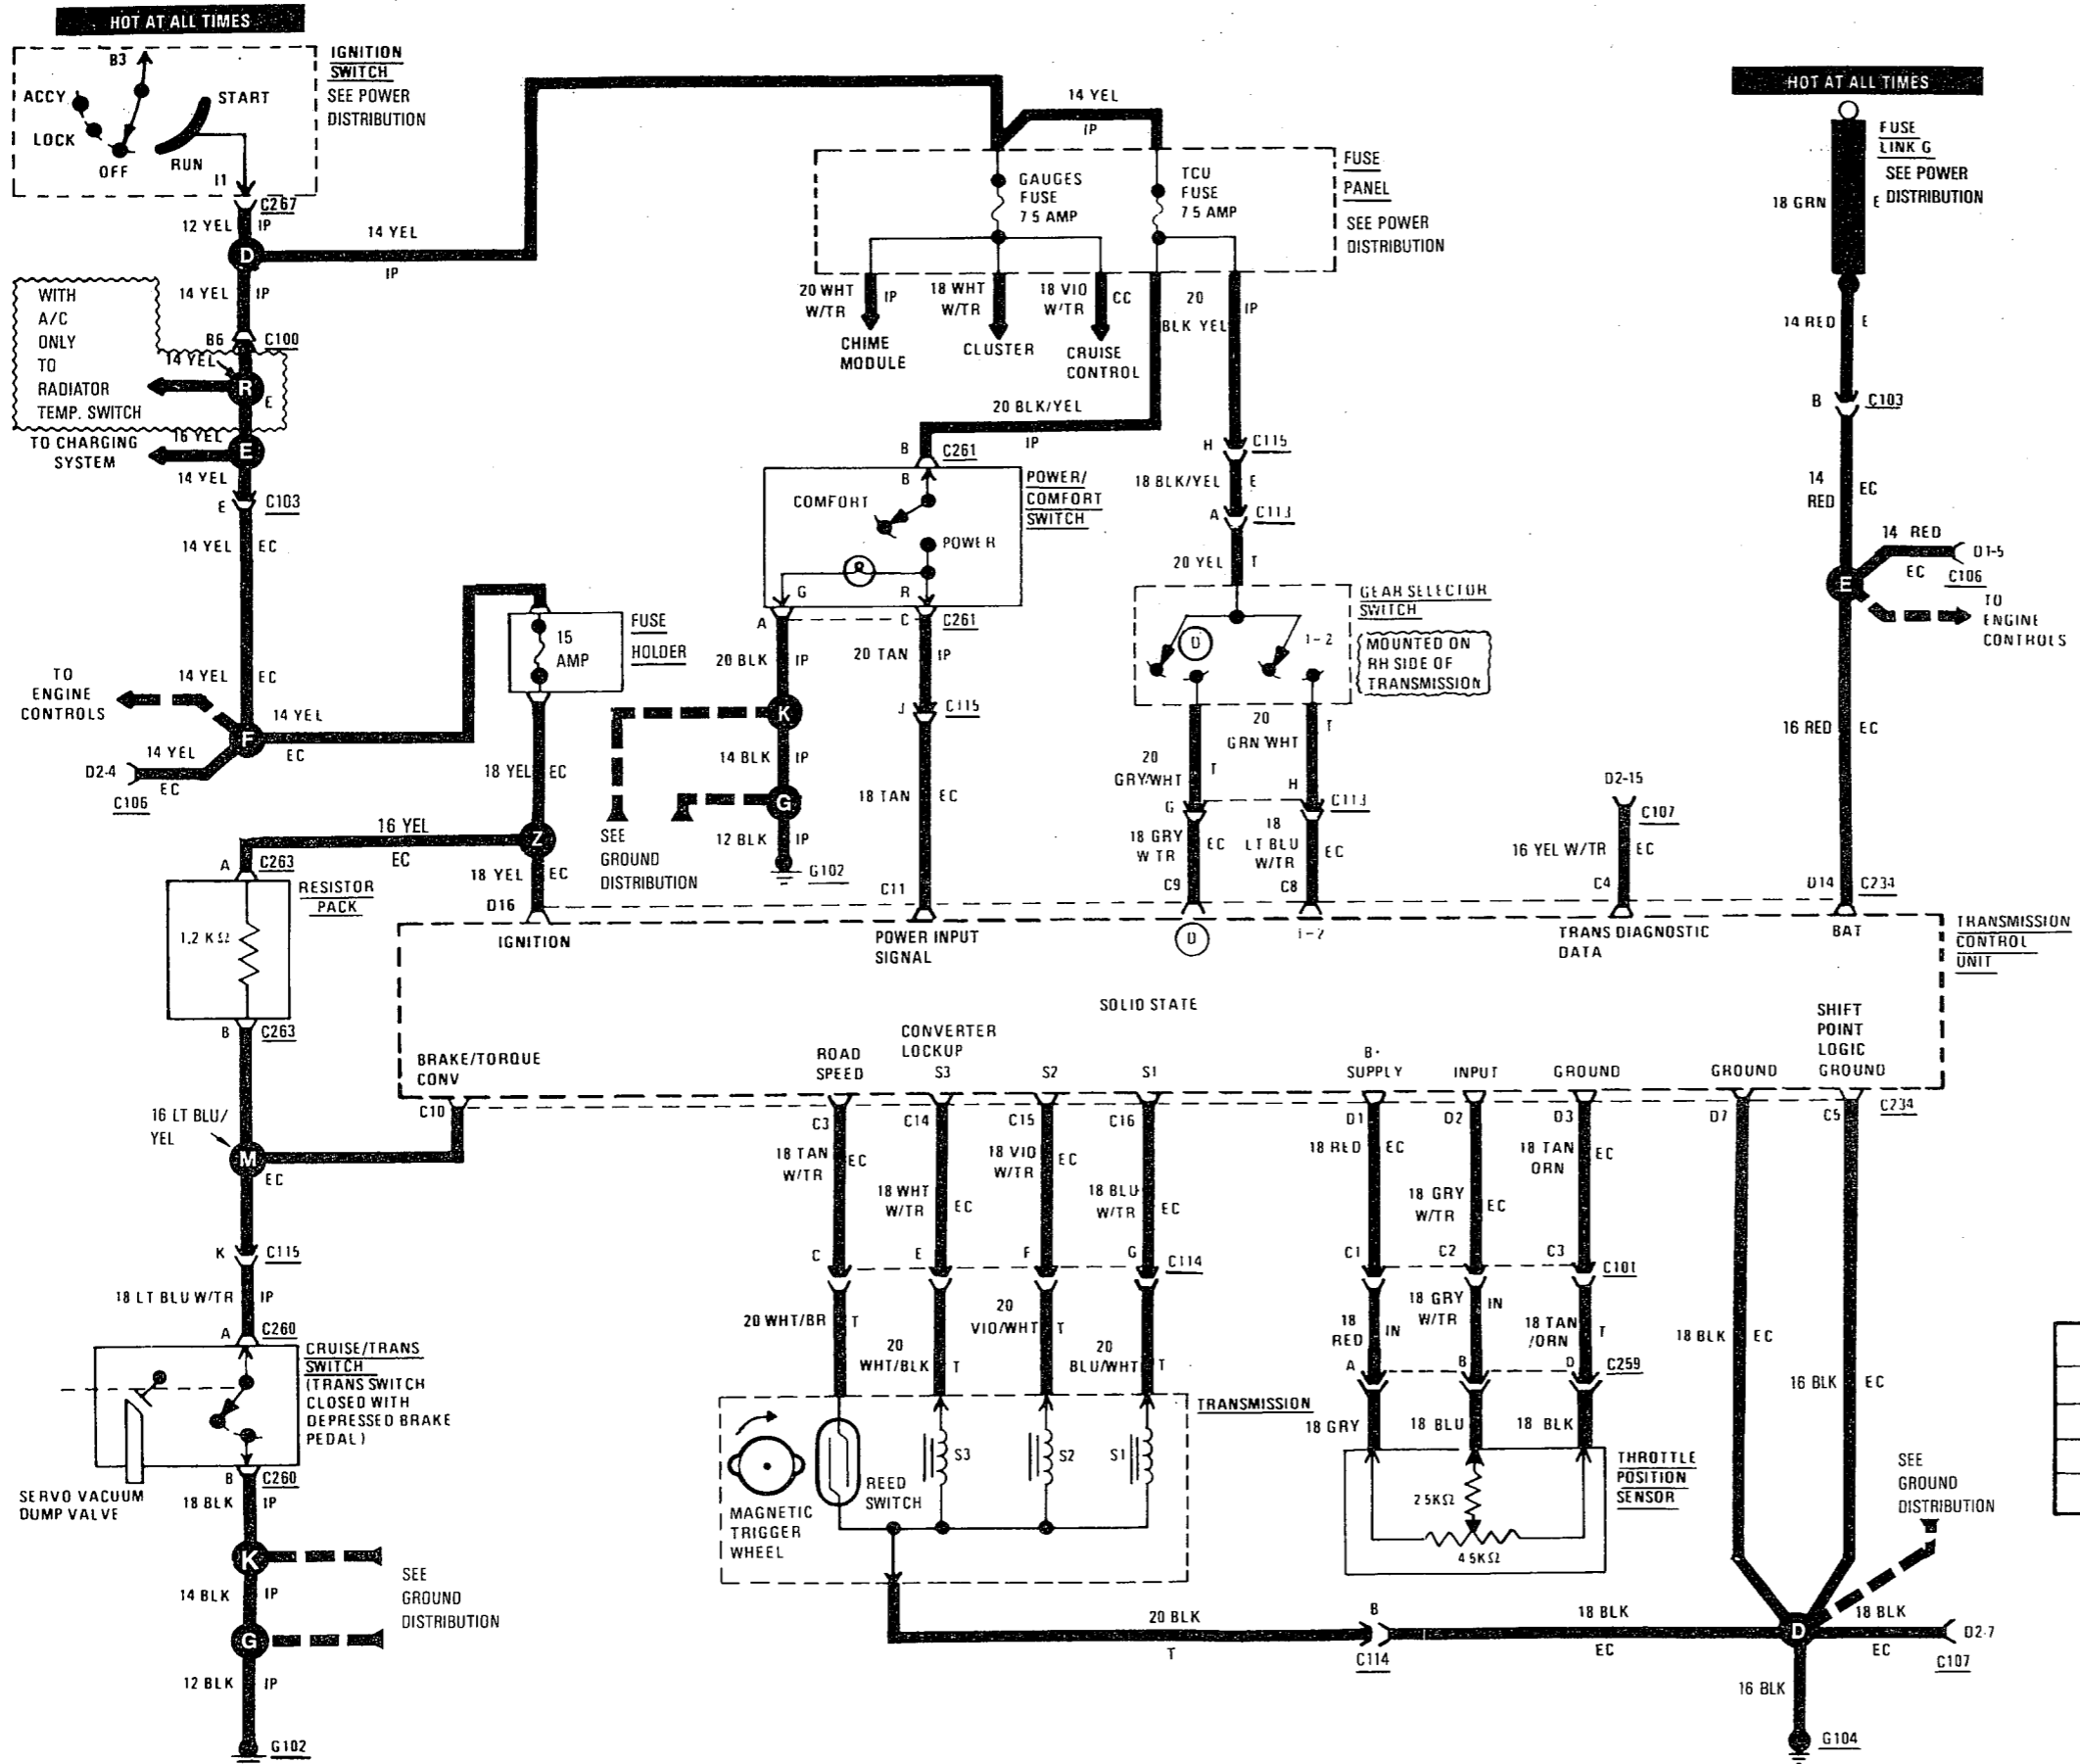 HOT AT ALL TIMES
B3
IGNITION
SWITCH
SEE POWER
DISTRIBUTION
ACCY
LOCK
OFF
RUN
START
I1
C267
12 YEL
IP
D
14 YEL
IP
14 YEL
IP
WITH
A/C
ONLY
TO
RADIATOR
TEMP. SWITCH
B6
C100
14 YEL
R
E
TO CHARGING
SYSTEM
16 YEL
E
14 YEL
E
C103
14 YEL
EC
TO
ENGINE
CONTROLS
14 YEL
EC
F
14 YEL
EC
14 YEL
EC
D2-4
C106
15
AMP
FUSE
HOLDER
18 YEL
EC
Z
16 YEL
EC
18 YEL
EC
D16
A
C263
RESISTOR
PACK
1.2 KΩ
B
C263
16 LT BLU/
YEL
M
EC
K
C115
18 LT BLU W/TR
IP
A
C260
CRUISE/TRANS
SWITCH
(TRANS SWITCH
CLOSED WITH
DEPRESSED BRAKE
PEDAL)
SERVO VACUUM
DUMP VALVE
B
C260
18 BLK
IP
K
14 BLK
IP
SEE
GROUND
DISTRIBUTION
G
12 BLK
IP
G102
14 YEL
IP
GAUGES
FUSE
7 5 AMP
TCU
FUSE
7 5 AMP
FUSE
PANEL
SEE POWER
DISTRIBUTION
20 WHT
W/TR
IP
18 WHT
W/TR
18 VIO
W/TR
CC
20
BLK YEL
IP
CHIME
MODULE
CLUSTER
CRUISE
CONTROL
20 BLK/YEL
IP
B
C261
B
COMFORT
POWER
G
R
POWER/
COMFORT
SWITCH
A
C
C261
20 BLK
IP
20 TAN
IP
K
J
C115
14 BLK
IP
18 TAN
EC
G
SEE
GROUND
DISTRIBUTION
12 BLK
IP
G102
C11
H
C115
18 BLK/YEL
E
A
C113
20 YEL
T
D
1-2
GEAR SELECTOR
SWITCH
MOUNTED ON
RH SIDE OF
TRANSMISSION
20
GRY/WHT
T
20
GRN WHT
T
G
H
C113
18 GRY
W TR
EC
18
LT BLU
W/TR
EC
C9
C8
D2-15
C107
16 YEL W/TR
EC
C4
HOT AT ALL TIMES
FUSE
LINK G
SEE POWER
DISTRIBUTION
18 GRN
E
14 RED
E
B
C103
14
RED
EC
14 RED
EC
D1-5
C106
E
TO
ENGINE
CONTROLS
16 RED
EC
D14
C234
IGNITION
POWER INPUT
SIGNAL
D
1-2
TRANS DIAGNOSTIC
DATA
BAT
TRANSMISSION
CONTROL
UNIT
SOLID STATE
BRAKE/TORQUE
CONV
ROAD
SPEED
CONVERTER
LOCKUP
S3
S2
S1
B+
SUPPLY
INPUT
GROUND
GROUND
SHIFT
POINT
LOGIC
GROUND
C10
C3
C14
C15
C16
D1
D2
D3
D7
C5
C234
18 TAN
W/TR
EC
18 WHT
W/TR
EC
18 VIO
W/TR
EC
18 BLU
W/TR
EC
18 RED
EC
18 GRY
W/TR
EC
18 TAN
ORN
EC
C
E
F
G
C114
C1
C2
C3
C101
20 WHT/BR
T
20
WHT/BLK
T
20
VIO/WHT
T
20
BLU/WHT
T
18
RED
IN
18 GRY
W/TR
IN
18 TAN
/ORN
T
A
B
D
C259
18 GRY
18 BLU
18 BLK
TRANSMISSION
MAGNETIC
TRIGGER
WHEEL
REED
SWITCH
S3
S2
S1
2 5KΩ
4 5KΩ
THROTTLE
POSITION
SENSOR
18 BLK
EC
16 BLK
EC
SEE
GROUND
DISTRIBUTION
20 BLK
T
B
C114
18 BLK
EC
D
18 BLK
EC
D2-7
C107
16 BLK
G104